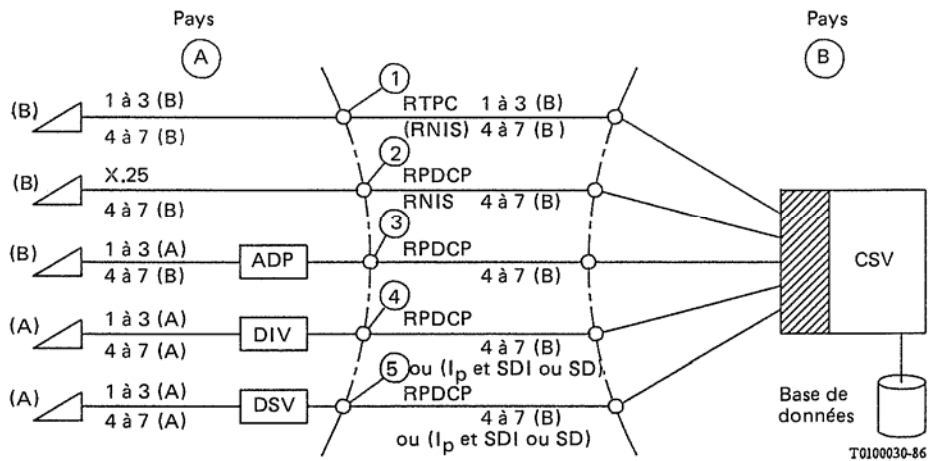 Pays Pays
A B
1
(B) 1 à 3 (B) RTPC 1 à 3 (B)
4 à 7 (B) (RNIS) 4 à 7 (B)
2
(B) X.25 RPDCP
4 à 7 (B) RNIS 4 à 7 (B)
3
(B) 1 à 3 (A) ADP RPDCP CSV
4 à 7 (B) 4 à 7 (B)
4
(A) 1 à 3 (A) DIV RPDCP
4 à 7 (A) 4 à 7 (B)
5 ou (Ip et SDI ou SD)
(A) 1 à 3 (A) DSV RPDCP
4 à 7 (A) 4 à 7 (B)
ou (Ip et SDI ou SD)
Base de
données
T0100030-86